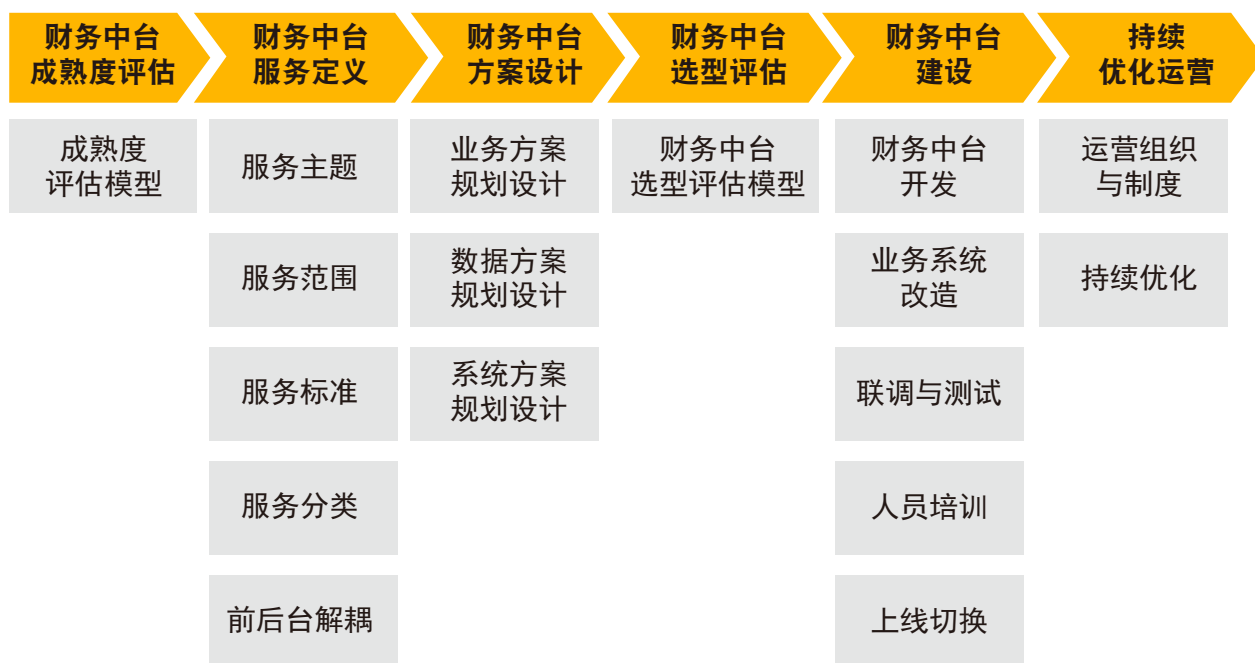 财务中台
成熟度评估
财务中台
服务定义
财务中台
方案设计
财务中台
选型评估
财务中台
建设
持续
优化运营
成熟度
评估模型
服务主题
业务方案
规划设计
财务中台
选型评估模型
财务中台
开发
运营组织
与制度
服务范围
数据方案
规划设计
业务系统
改造
持续优化
服务标准
系统方案
规划设计
联调与测试
服务分类
人员培训
前后台解耦
上线切换